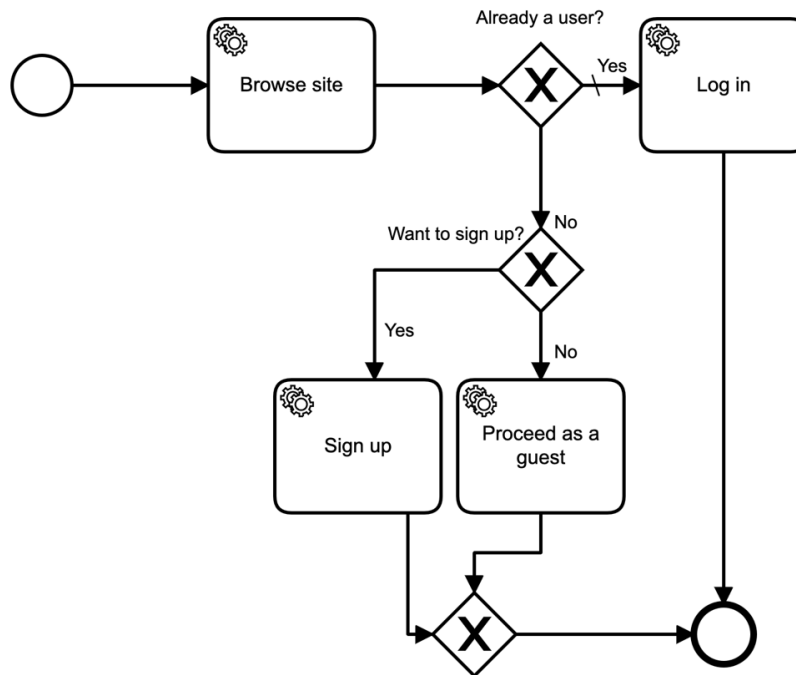 Already a user?
Browse site
Yes
Log in
No
Want to sign up?
Yes
No
Sign up
Proceed as a
guest